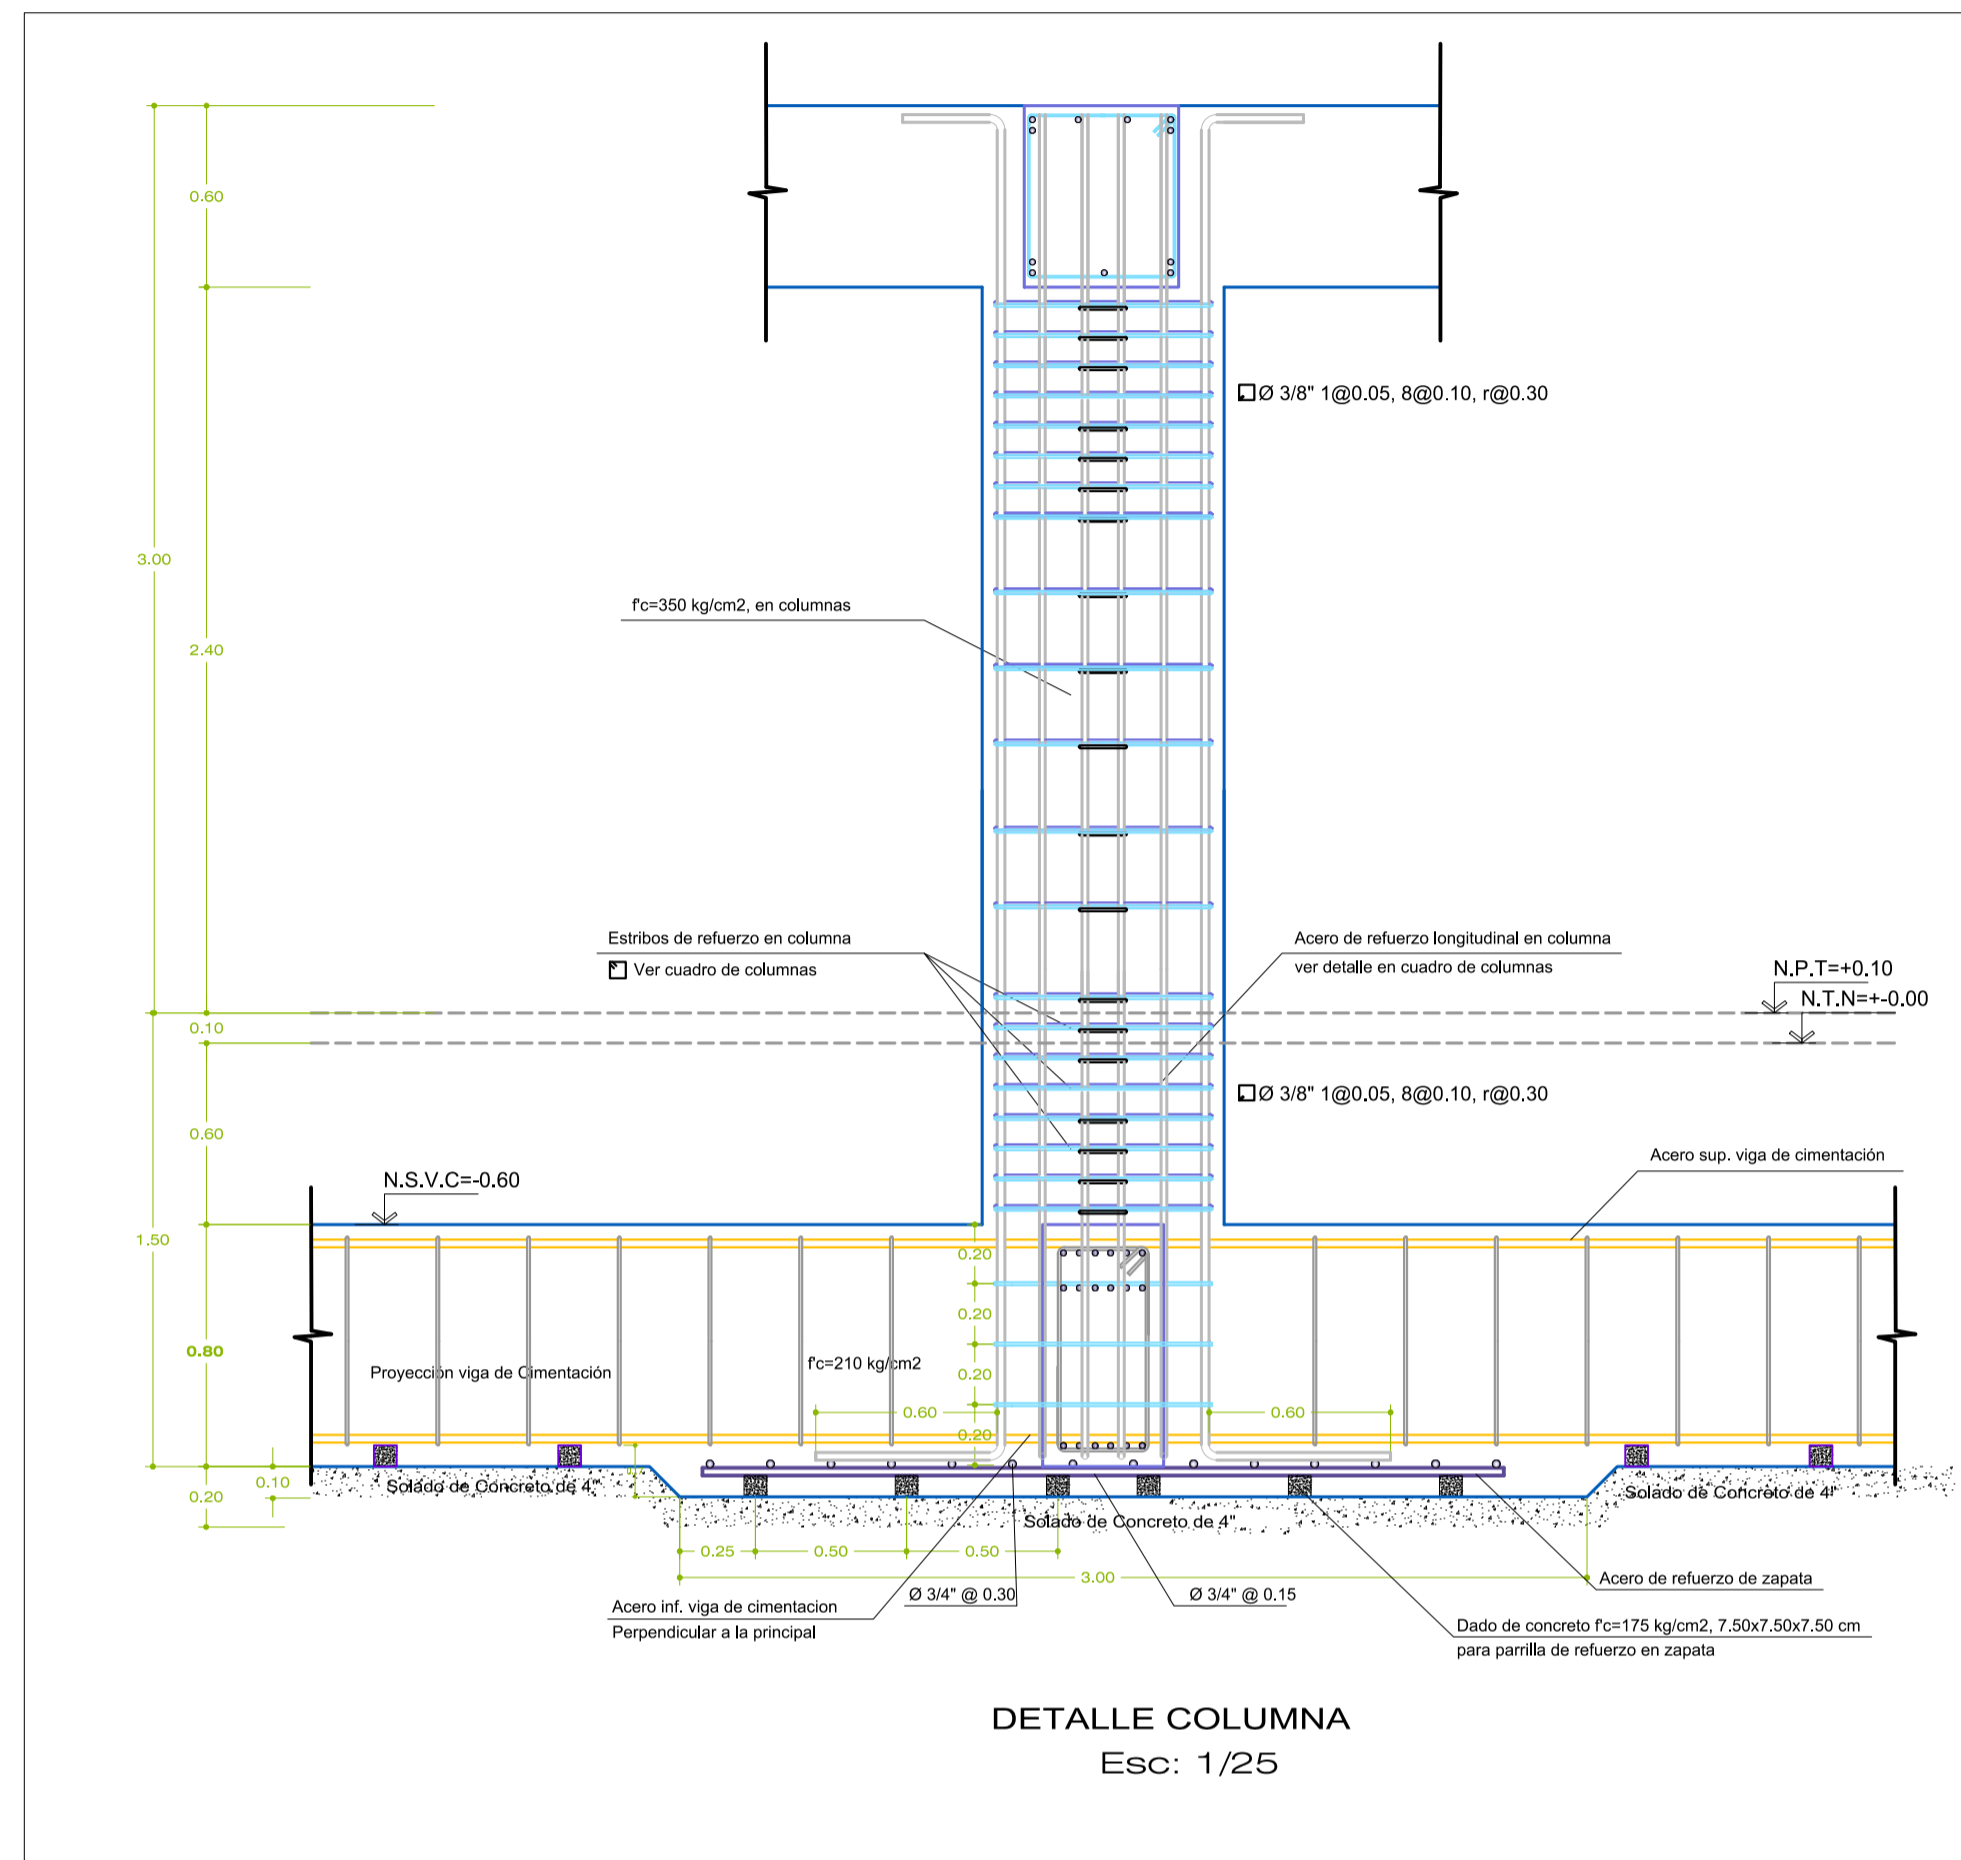 0.60
Ø 3/8" 1@0.05, 8@0.10, r@0.30
3.00
f'c=350 kg/cm2, en columnas
2.40
Estribos de refuerzo en columna
Ver cuadro de columnas
Acero de refuerzo longitudinal en columna
ver detalle en cuadro de columnas
N.P.T=+0.10
N.T.N=+-0.00
0.10
Ø 3/8" 1@0.05, 8@0.10, r@0.30
0.60
Acero sup. viga de cimentación
N.S.V.C=-0.60
1.50
0.20
0.20
0.80
f'c=210 kg/cm2
Proyección viga de Cimentación
0.20
0.60
0.60
0.20
0.10
0.20
Solado de Concreto de 4"
Solado de Concreto de 4"
Solado de Concreto de 4"
0.25
0.50
0.50
3.00
Acero de refuerzo de zapata
Ø 3/4" @ 0.30
Ø 3/4" @ 0.15
Acero inf. viga de cimentacion
Perpendicular a la principal
Dado de concreto f'c=175 kg/cm2, 7.50x7.50x7.50 cm
para parrilla de refuerzo en zapata
DETALLE COLUMNA
Esc: 1/25